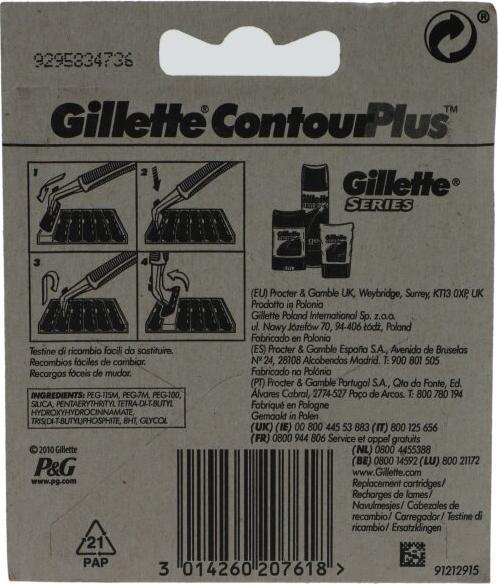 9295834736
Gillette® ContourPlus™
1
2
3
4
Gillette®
SERIES
Testine di ricambio facili da sostituire.
Recambios fáciles de cambiar.
Recargas fáceis de mudar.
INGREDIENTS: PEG-115M, PEG-7M, PEG-100,
SILICA, PENTAERYTHRITYL TETRA-DI-T-BUTYL
HYDROXYHYDROCINNAMATE,
TRIS(DI-T-BUTYL)PHOSPHITE, BHT, GLYCOL
© 2010 Gillette
P&G
www.pg.com
21
PAP
(EU) Procter & Gamble UK, Weybridge, Surrey, KT13 0XP, UK
Prodotto in Polonia
Gillette Poland International Sp. z.o.o.
ul. Nowy Józefów 70, 94-406 Łódź, Poland
Fabricado en Polonia
(ES) Procter & Gamble España S.A., Avenida de Bruselas
Nº 24, 28108 Alcobendas Madrid. T: 900 801 505
Fabricado na Polónia
(PT) Procter & Gamble Portugal S.A., Qta da Fonte, Ed.
Álvares Cabral, 2774-527 Paço de Arcos. T: 800 780 194
Fabriqué en Pologne
Gemaakt in Polen
(UK) (IE) 00 800 445 53 883 (IT) 800 125 656
(FR) 0800 944 806 Service et appel gratuits
(NL) 0800 4455388
(BE) 0800 14592 (LU) 800 21172
www.Gillette.com
Replacement cartridges/
Recharges de lames/
Navulmesjes/ Cabezales de
recambio/ Carregador/ Testine di
ricambio/ Ersatzklingen
3 014260 207618 >
91212915